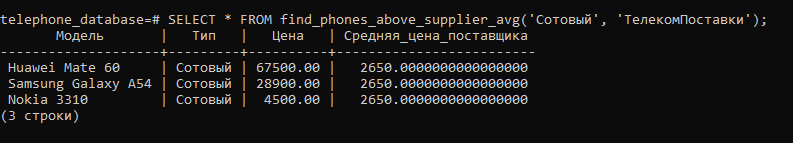 telephone_database=# SELECT * FROM find_phones_above_supplier_avg('Сотовый', 'ТелекомПоставки');
Модель | Тип | Цена | Средняя_цена_поставщика
--------------------+---------+----------+-------------------------
Huawei Mate 60 | Сотовый | 67500.00 | 2650.0000000000000000
Samsung Galaxy A54 | Сотовый | 28900.00 | 2650.0000000000000000
Nokia 3310 | Сотовый | 4500.00 | 2650.0000000000000000
(3 строки)